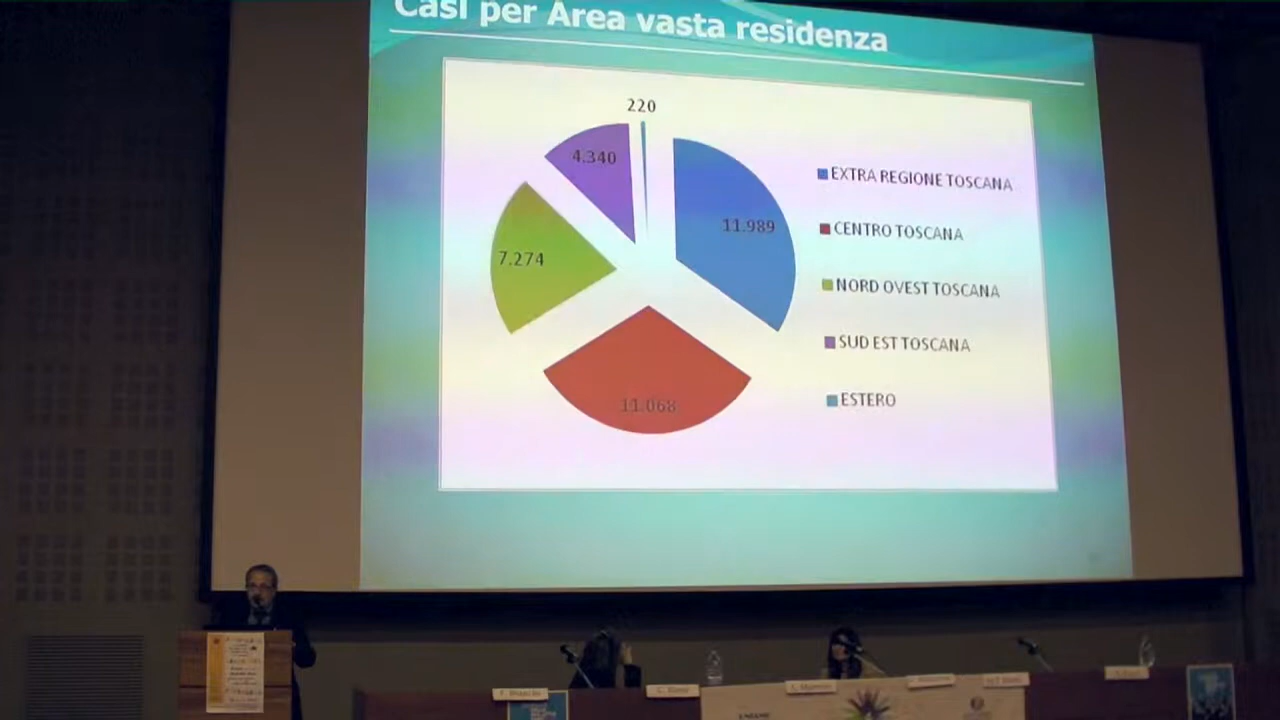 Casi per Area vasta residenza
220
4.340
11.989
7.274
11.068
EXTRA REGIONE TOSCANA
CENTRO TOSCANA
NORD OVEST TOSCANA
SUD EST TOSCANA
ESTERO